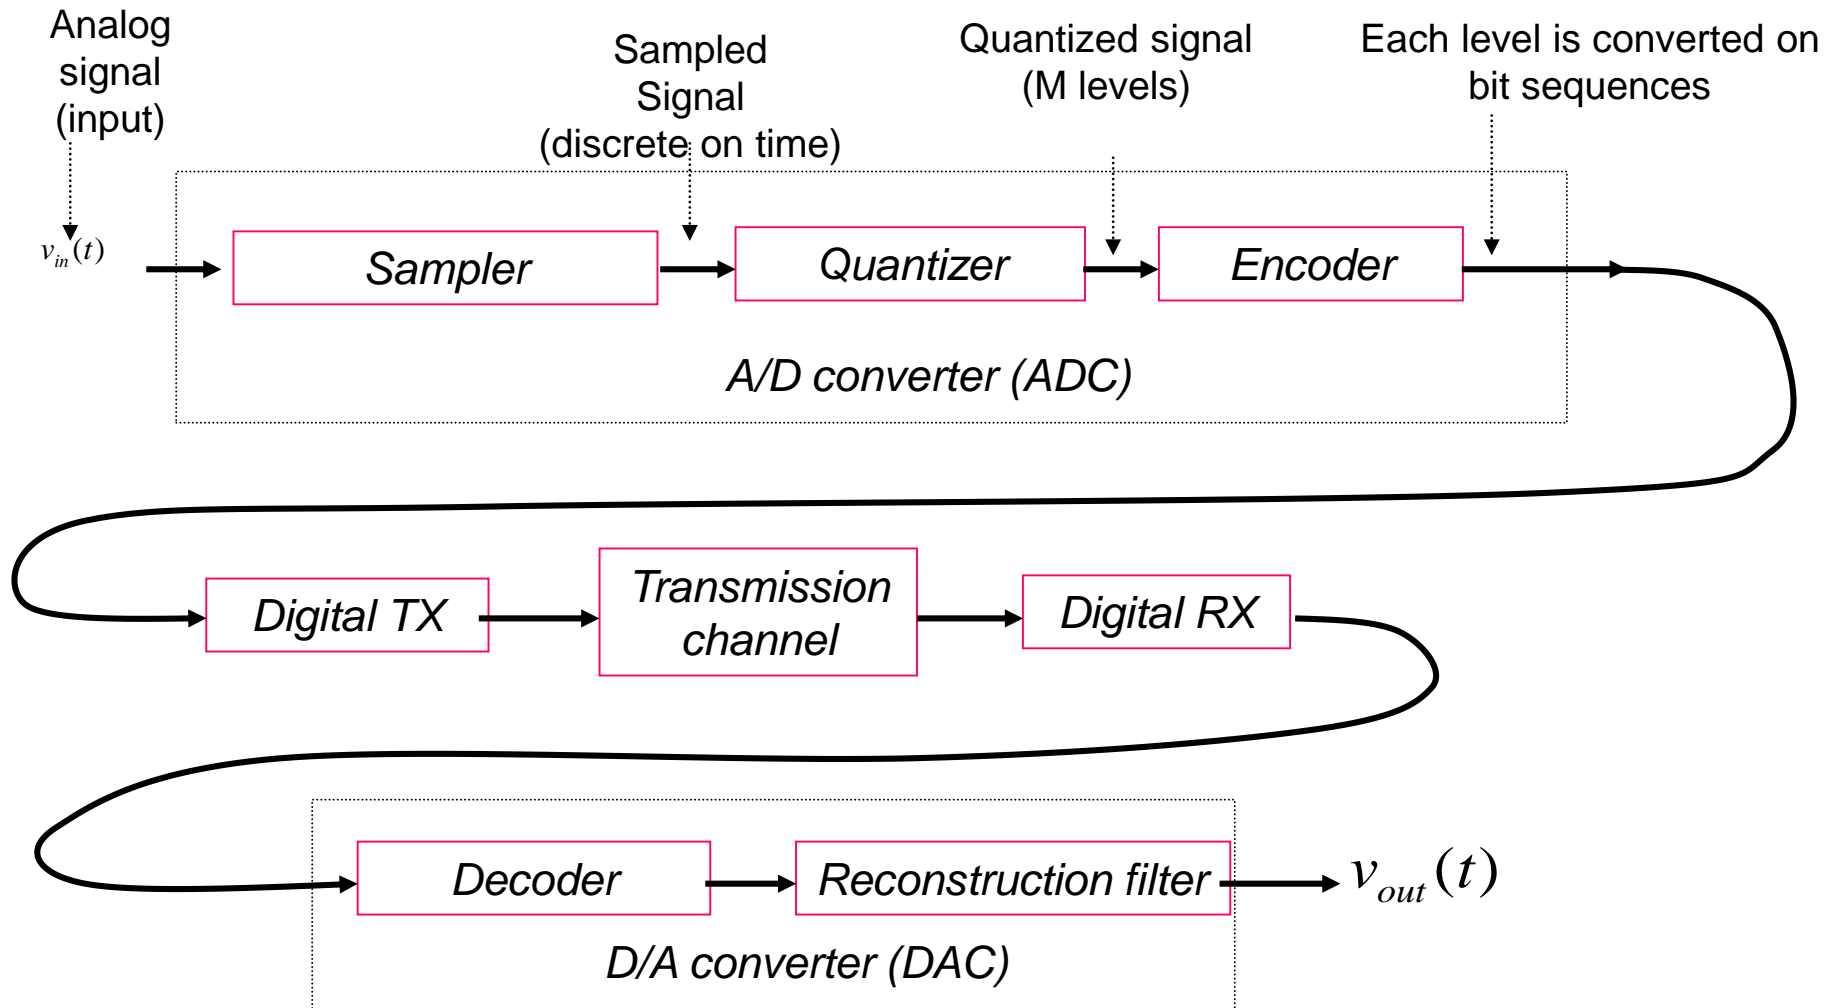 Analog
signal
(input)
Sampled
Signal
(discrete on time)
Quantized signal
(M levels)
Each level is converted on
bit sequences
v_in(t)
Sampler
Quantizer
Encoder
A/D converter (ADC)
Digital TX
Transmission
channel
Digital RX
Decoder
Reconstruction filter
v_out(t)
D/A converter (DAC)